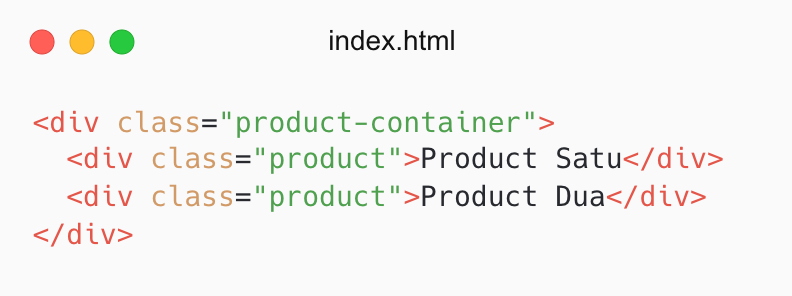 index.html
<div class="product-container">
  <div class="product">Product Satu</div>
  <div class="product">Product Dua</div>
</div>